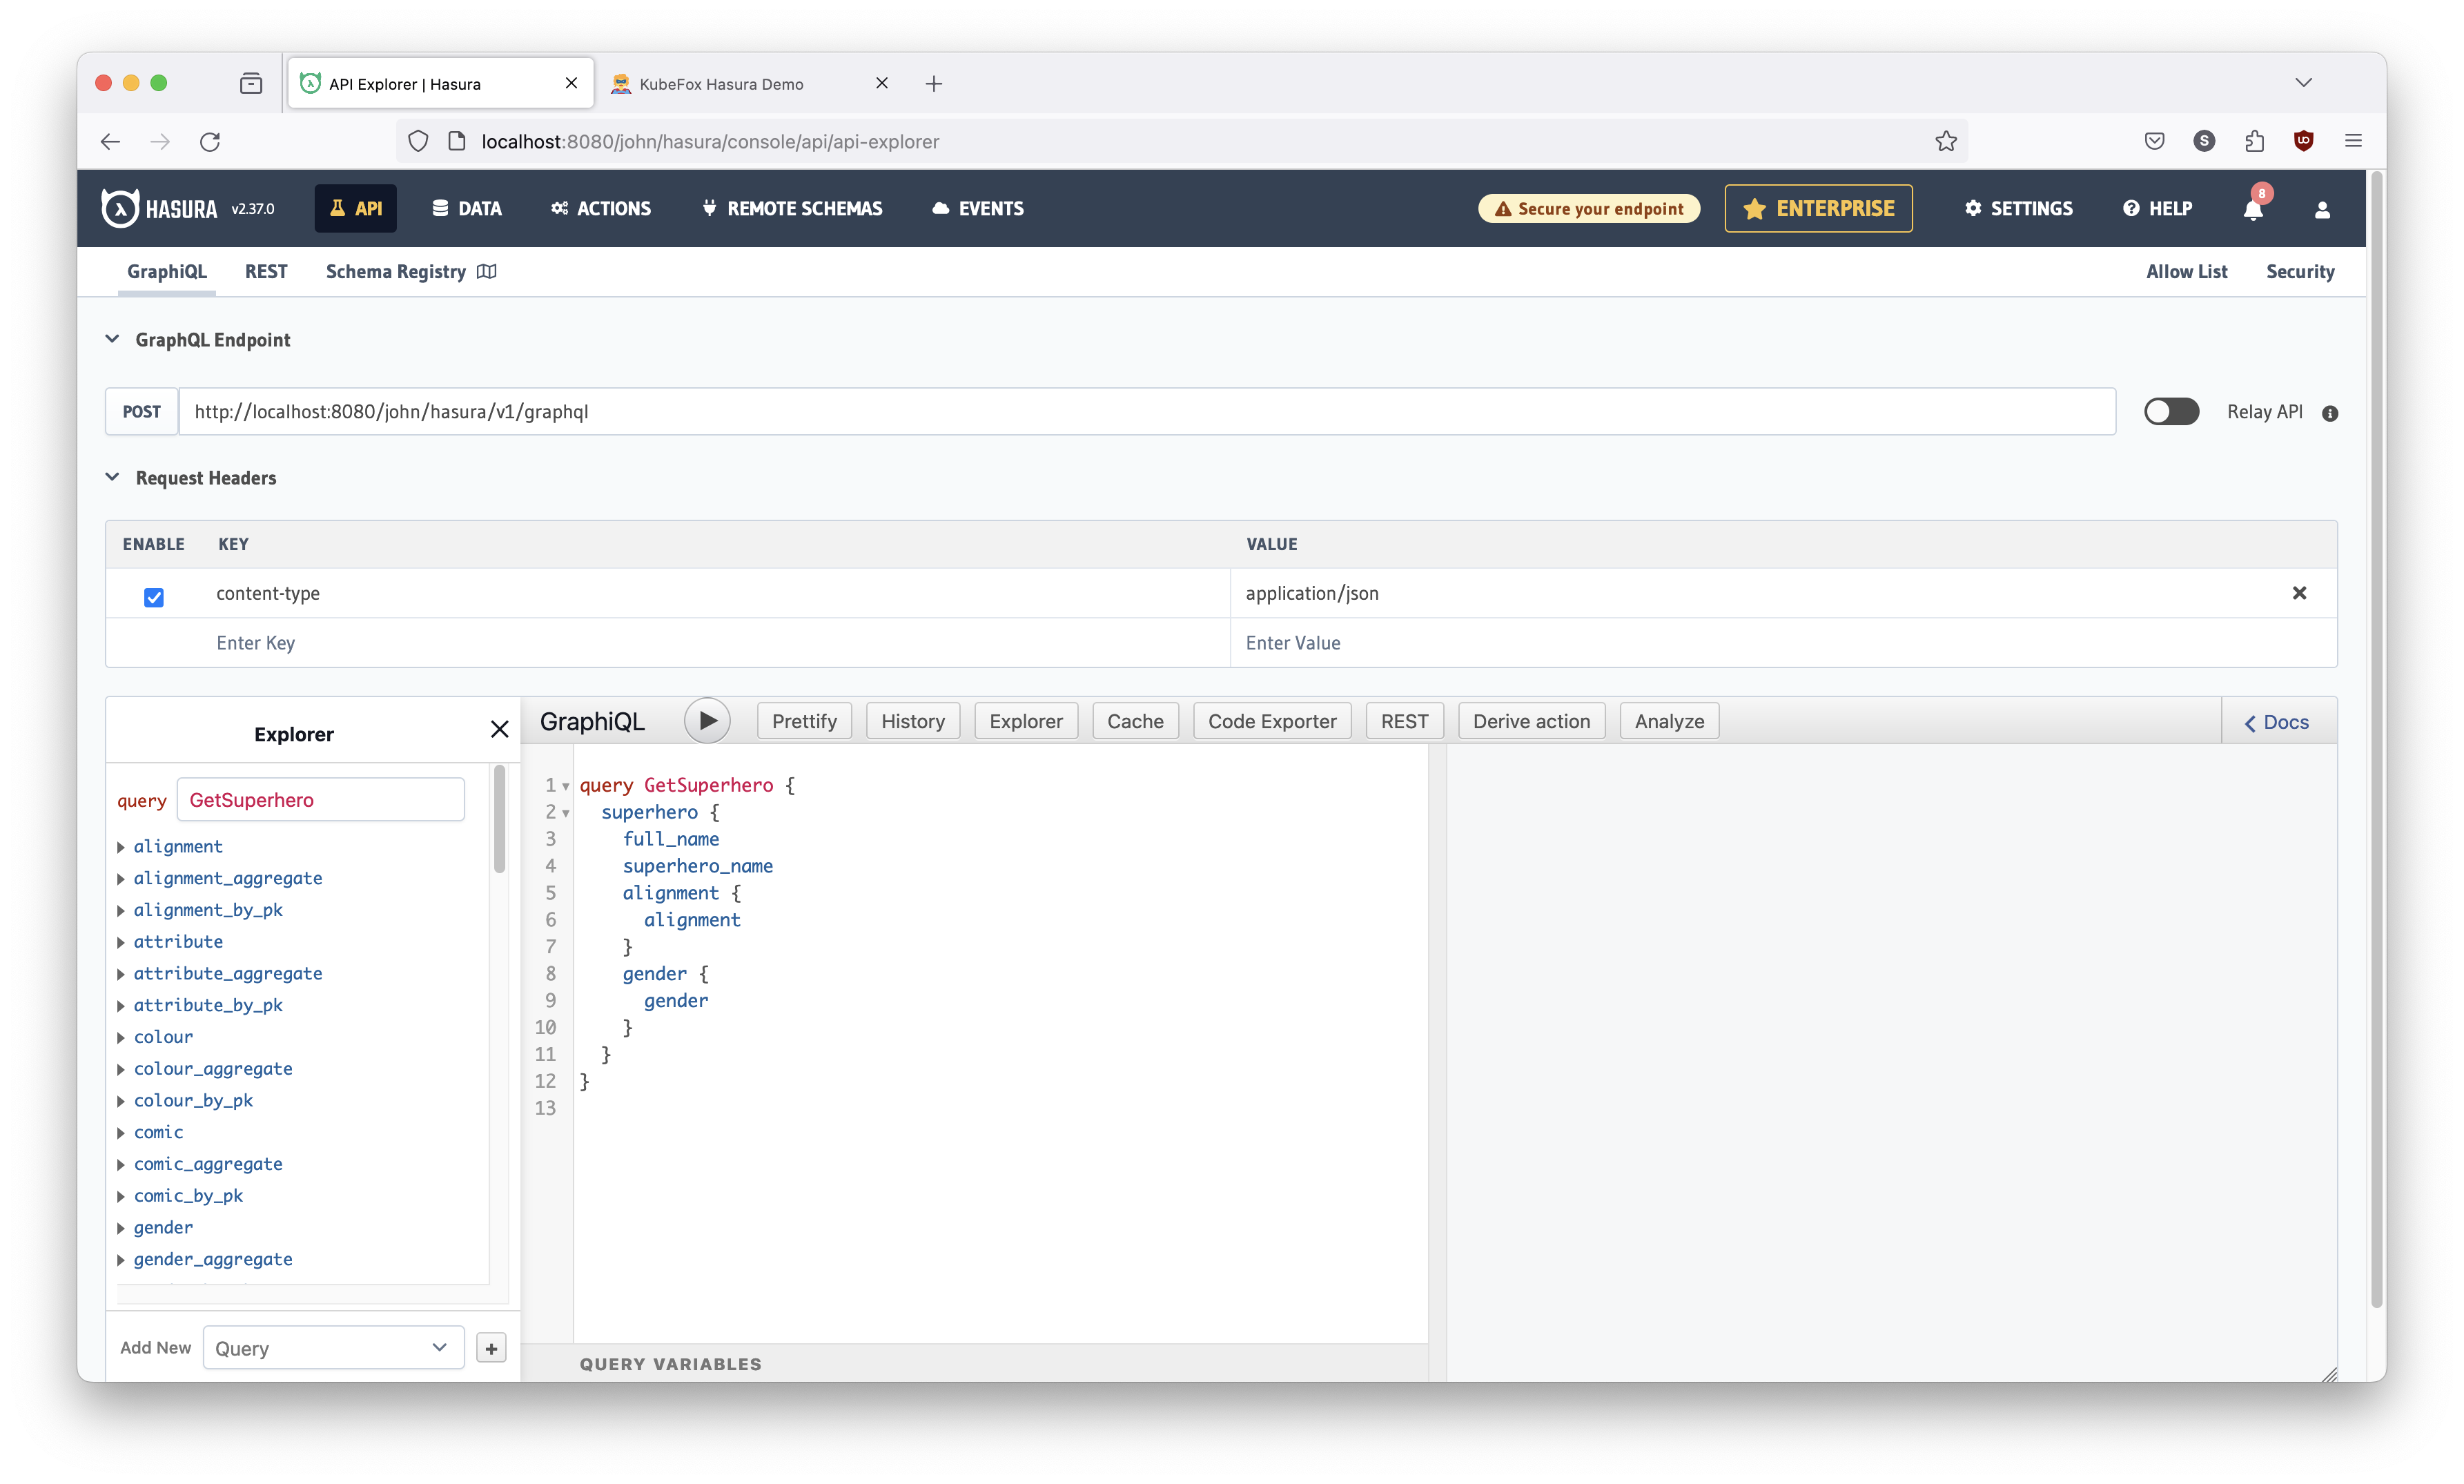 API Explorer | Hasura
KubeFox Hasura Demo
localhost:8080/john/hasura/console/api/api-explorer
S
HASURA v2.37.0
API
DATA
ACTIONS
REMOTE SCHEMAS
EVENTS
Secure your endpoint
ENTERPRISE
SETTINGS
HELP
8
GraphiQL
REST
Schema Registry
Allow List
Security
GraphQL Endpoint
POST
http://localhost:8080/john/hasura/v1/graphql
Relay API
Request Headers
ENABLE KEY VALUE
content-type application/json
Enter Key Enter Value
Explorer
query GetSuperhero
alignment
alignment_aggregate
alignment_by_pk
attribute
attribute_aggregate
attribute_by_pk
colour
colour_aggregate
colour_by_pk
comic
comic_aggregate
comic_by_pk
gender
gender_aggregate
Add New Query
+
GraphiQL
Prettify
History
Explorer
Cache
Code Exporter
REST
Derive action
Analyze
Docs
1 query GetSuperhero {
2 superhero {
3 full_name
4 superhero_name
5 alignment {
6 alignment
7 }
8 gender {
9 gender
10 }
11 }
12 }
13
QUERY VARIABLES